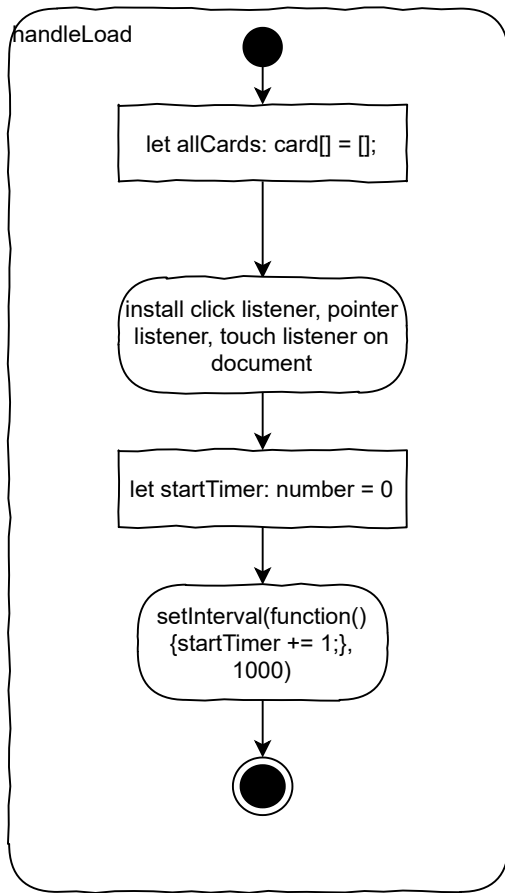 handleLoad
let allCards: card[] = [];
install click listener, pointer
listener, touch listener on
document
let startTimer: number = 0
setInterval(function()
{startTimer += 1;},
1000)